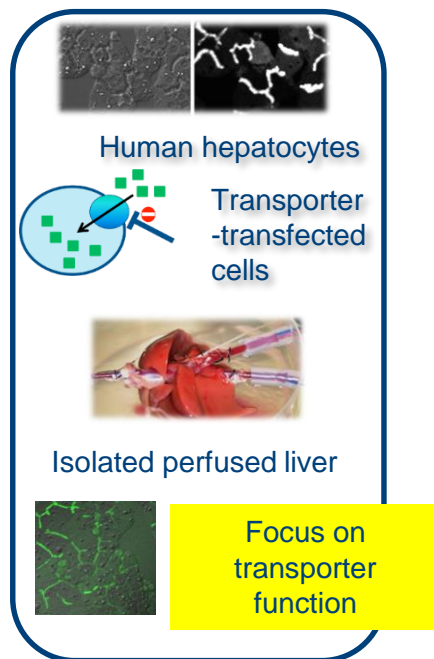 Human hepatocytes
Transporter
-transfected
cells
Isolated perfused liver
Focus on
transporter
function